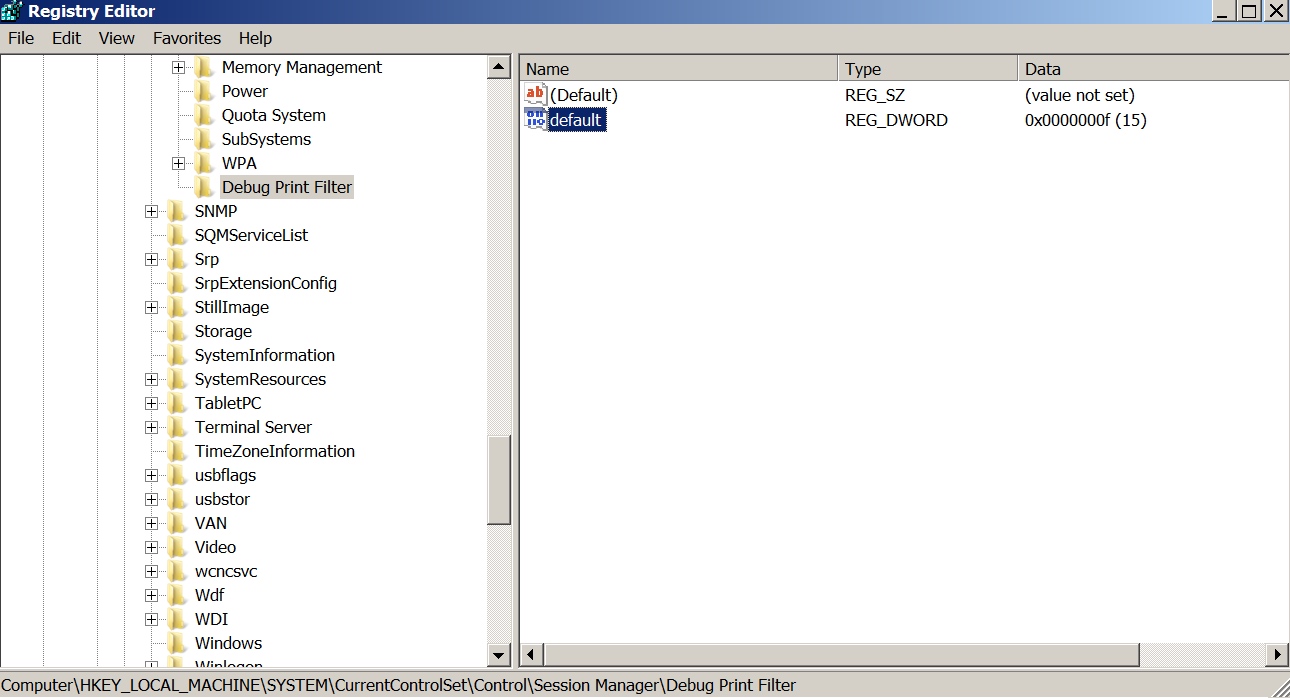 Registry Editor
File Edit View Favorites Help
Memory Management
Power
Quota System
SubSystems
WPA
Debug Print Filter
SNMP
SQMServiceList
Srp
SrpExtensionConfig
StillImage
Storage
SystemInformation
SystemResources
TabletPC
Terminal Server
TimeZoneInformation
usbflags
usbstor
VAN
Video
wcncsvc
Wdf
WDI
Windows
Winlogon
Name Type Data
(Default) REG_SZ (value not set)
default REG_DWORD 0x0000000f (15)
Computer\HKEY_LOCAL_MACHINE\SYSTEM\CurrentControlSet\Control\Session Manager\Debug Print Filter